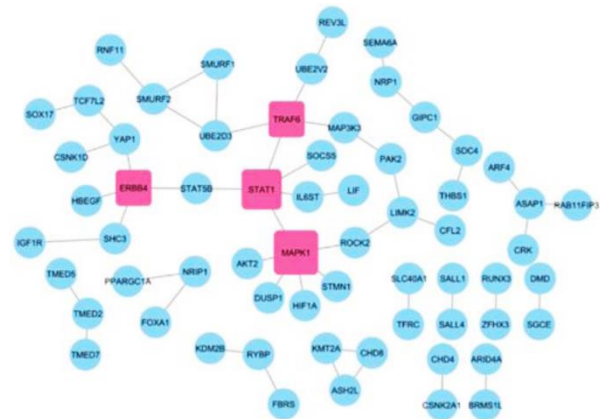 REV3L
RNF11
SEMA6A
SMURF1
UBE2V2
NRP1
SMURF2
TCF7L2
SOX17
GIPC1
TRAF6
UBE2D3
MAP3K3
YAP1
SDC4
SOCS5
PAK2
CSNK1D
ARF4
ERBB4
STAT5B
STAT1
IL6ST
LIF
THBS1
HBEGF
ASAP1
RAB11FIP3
LIMK2
CFL2
IGF1R
SHC3
ROCK2
CRK
MAPK1
AKT2
TMED5
PPARGC1A
NRIP1
STMN1
SLC40A1
SALL1
RUNX3
DMD
DUSP1
HIF1A
TMED2
FOXA1
TFRC
SALL4
ZFHX3
SGCE
TMED7
KDM2B
RYBP
KMT2A
CHD8
CHD4
ARID4A
ASH2L
FBRS
CSNK2A1
BRMS1L